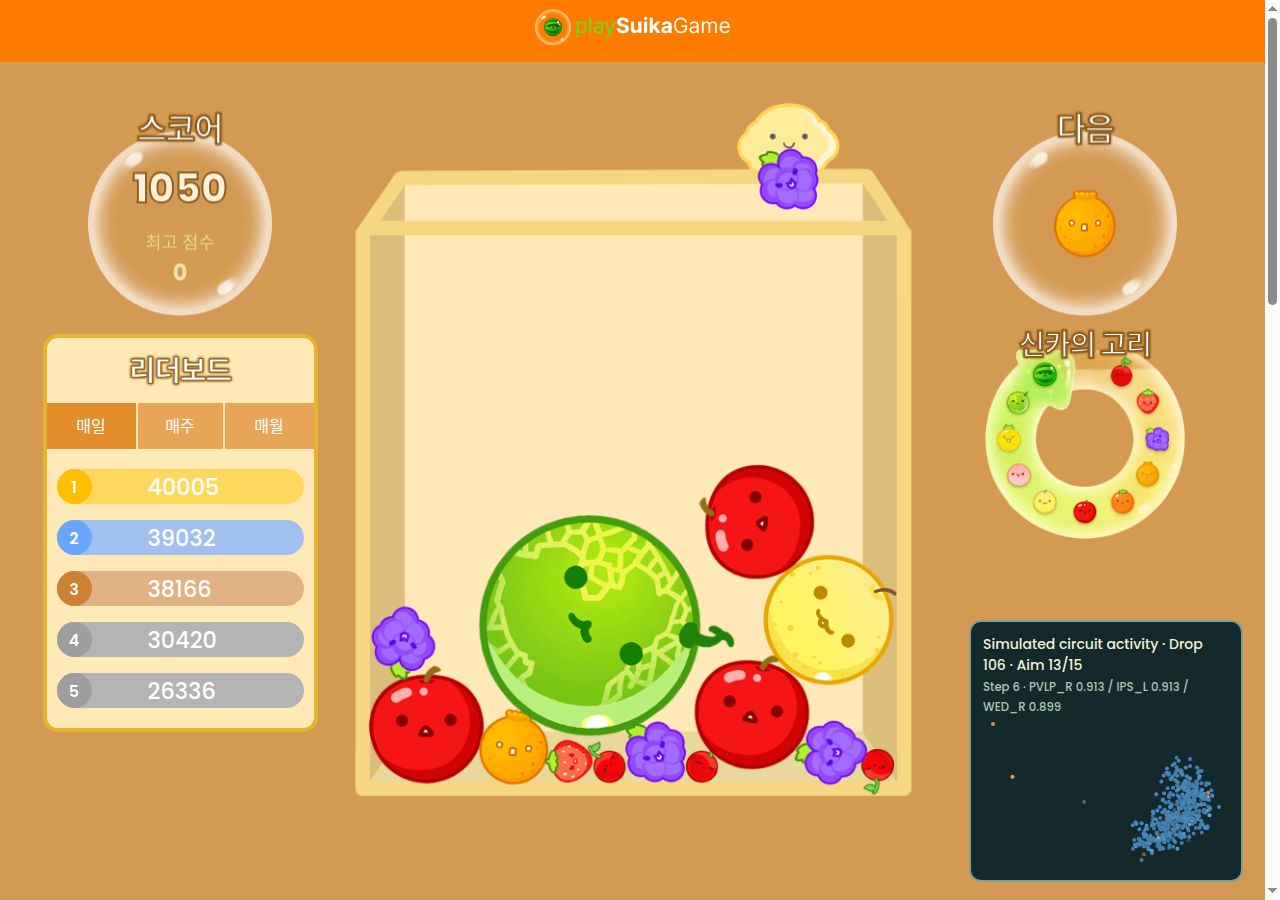 playSuikaGame
스코어
1050
최고 점수
0
리더보드
매일 매주 매월
1 40005
2 39032
3 38166
4 30420
5 26336
다음
신카의 고리
Simulated circuit activity · Drop
106 · Aim 13/15
Step 6 · PVLP_R 0.913 / IPS_L 0.913 /
WED_R 0.899